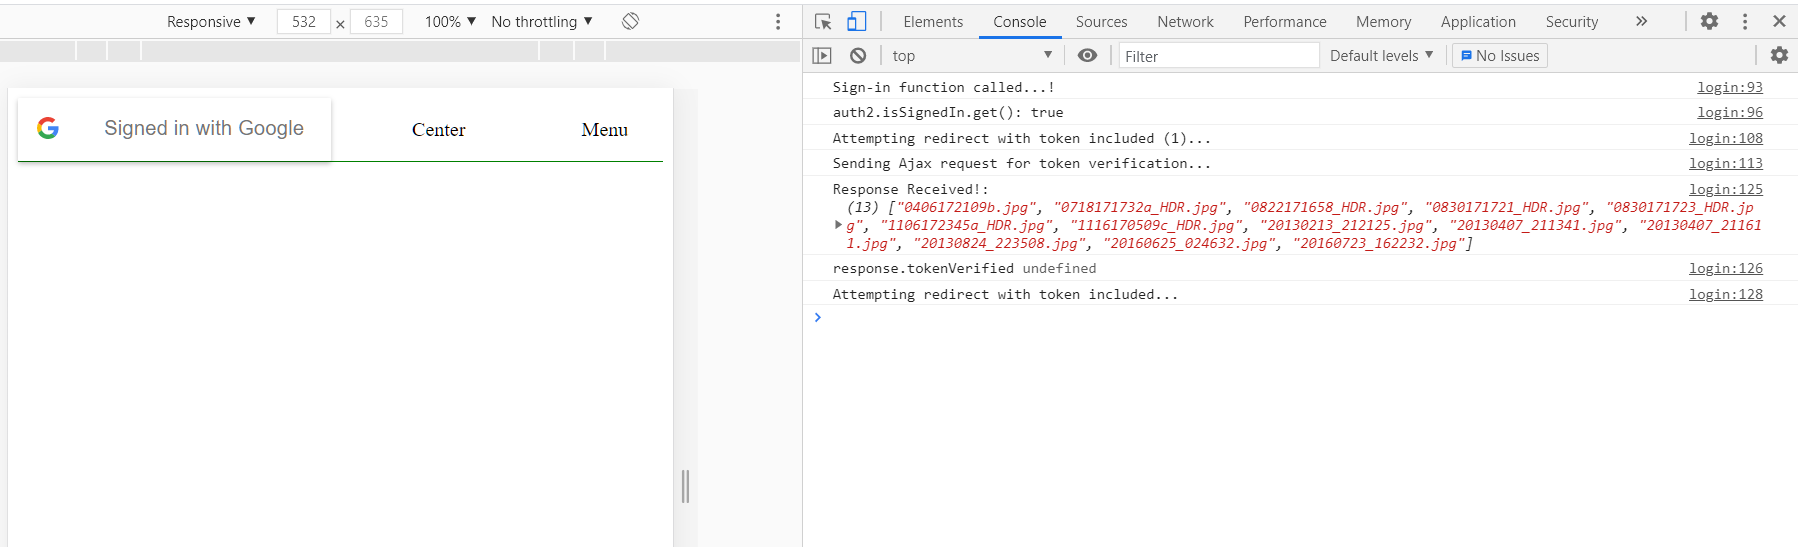 Responsive ▼ 532 × 635 100% ▼ No throttling ▼
Elements Console Sources Network Performance Memory Application Security »
top ▼ Filter Default levels ▼ No Issues
Signed in with Google Center Menu
Sign-in function called...! login:93
auth2.isSignedIn.get(): true login:96
Attempting redirect with token included (1)... login:108
Sending Ajax request for token verification... login:113
Response Received!: login:125
(13) ["0406172109b.jpg", "0718171732a_HDR.jpg", "0822171658_HDR.jpg", "0830171721_HDR.jpg", "0830171723_HDR.jp
g", "1106172345a_HDR.jpg", "1116170509c_HDR.jpg", "20130213_212125.jpg", "20130407_211341.jpg", "20130407_21161
1.jpg", "20130824_223508.jpg", "20160625_024632.jpg", "20160723_162232.jpg"]
response.tokenVerified undefined login:126
Attempting redirect with token included... login:128